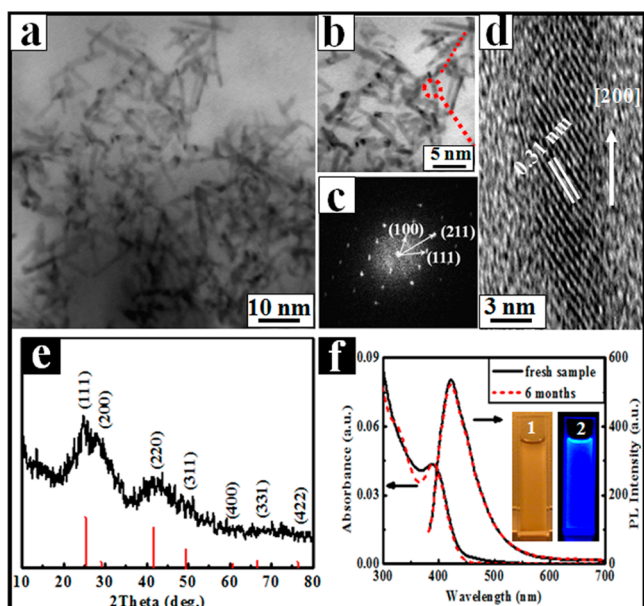 a
10 nm
b
5 nm
c
(100)
(211)
(111)
d
[200]
0.31 nm
3 nm
e
(111)
(200)
(220)
(311)
(400)
(331)
(422)
10 20 30 40 50 60 70 80
2Theta (deg.)
f
0.09
0.06
0.03
0.00
Absorbance (a.u.)
fresh sample
6 months
1
2
600
500
400
300
200
100
0
PL Intensity (a.u.)
300 400 500 600 700
Wavelength (nm)